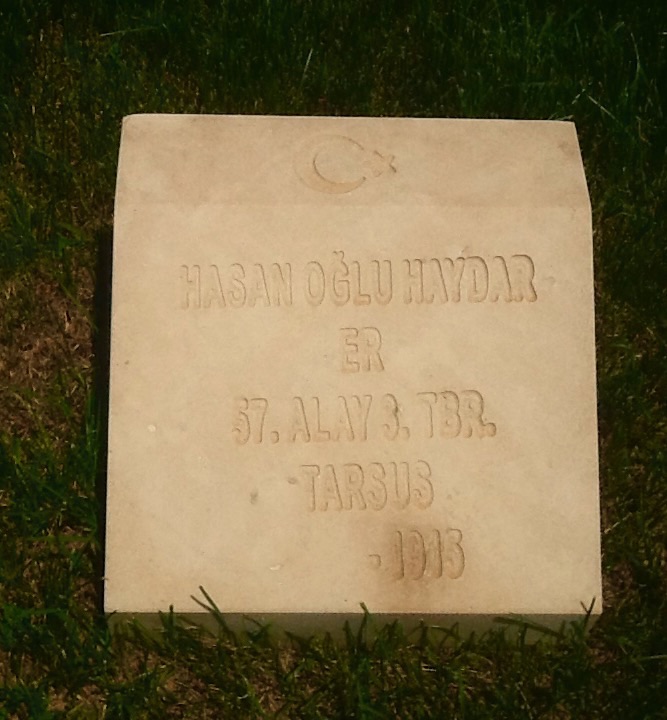 HASAN OĞLU HAYDAR
ER
57. ALAY 3. TBR.
TARSUS
- 1915